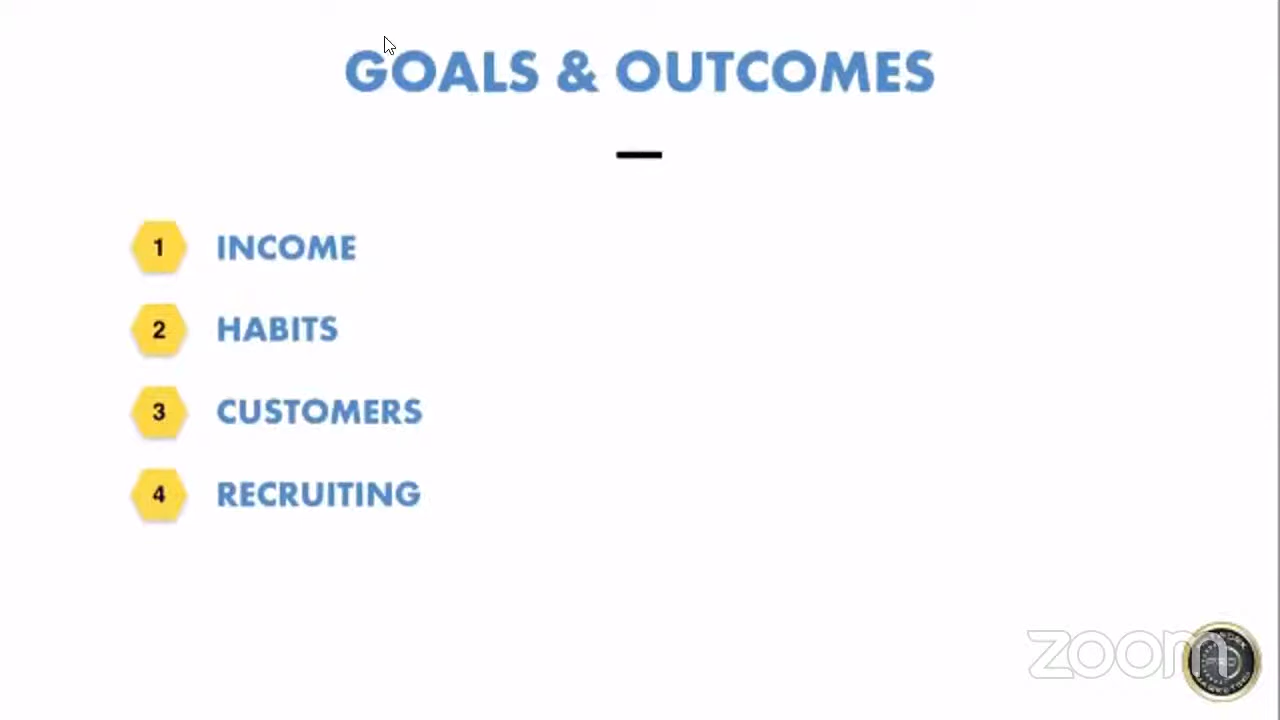 GOALS & OUTCOMES
1 INCOME
2 HABITS
3 CUSTOMERS
4 RECRUITING
zoom